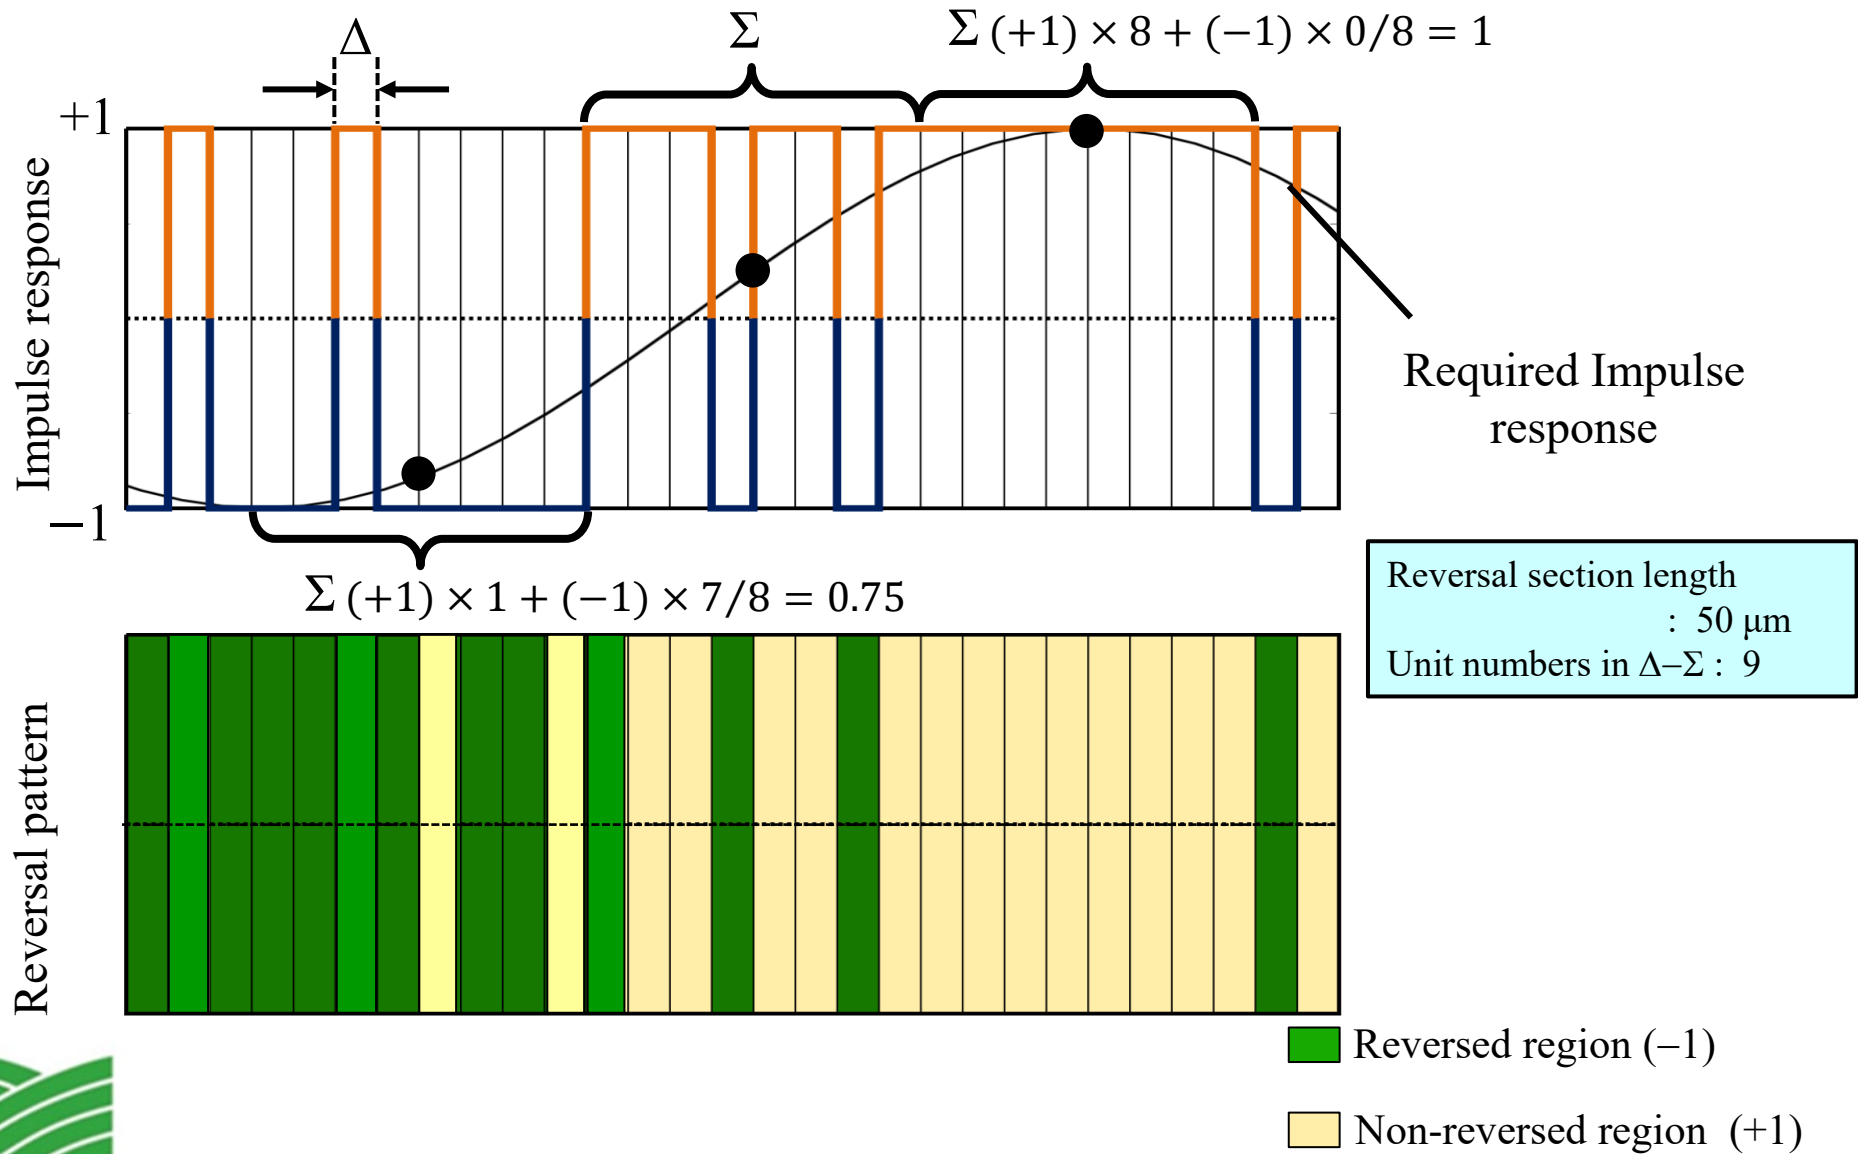 Δ
Σ
Σ (+1) × 8 + (−1) × 0/8 = 1
+1
Impulse response
−1
Required Impulse
response
Σ (+1) × 1 + (−1) × 7/8 = 0.75
Reversal section length
: 50 μm
Unit numbers in Δ–Σ : 9
Reversal pattern
Reversed region (–1)
Non-reversed region (+1)